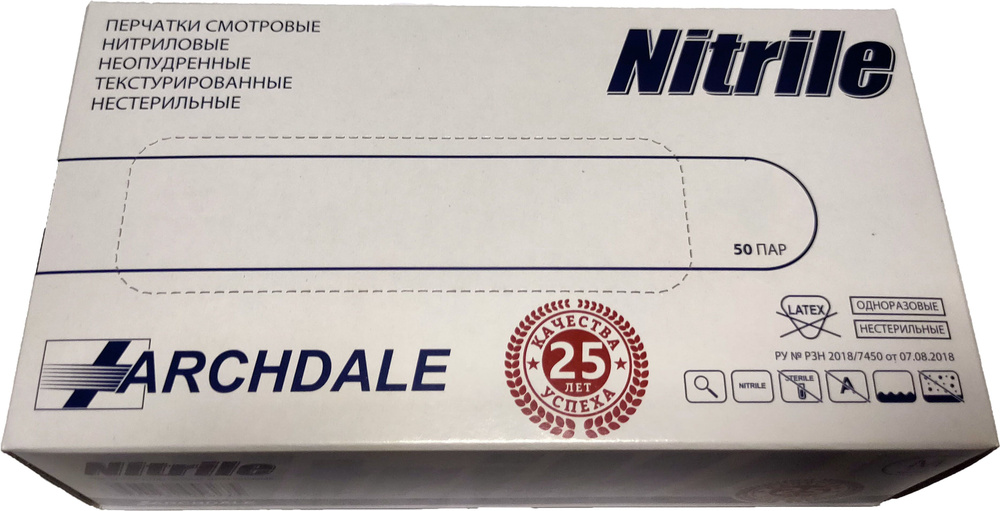 ПЕРЧАТКИ СМОТРОВЫЕ
НИТРИЛОВЫЕ
НЕОПУДРЕННЫЕ
ТЕКСТУРИРОВАННЫЕ
НЕСТЕРИЛЬНЫЕ
Nitrile
50 ПАР
LATEX
ОДНОРАЗОВЫЕ
НЕСТЕРИЛЬНЫЕ
РУ № РЗН 2018/7450 от 07.08.2018
NITRILE
STERILE
A
ARCHDALE
КАЧЕСТВА
25
ЛЕТ
УСПЕХА
Nitrile